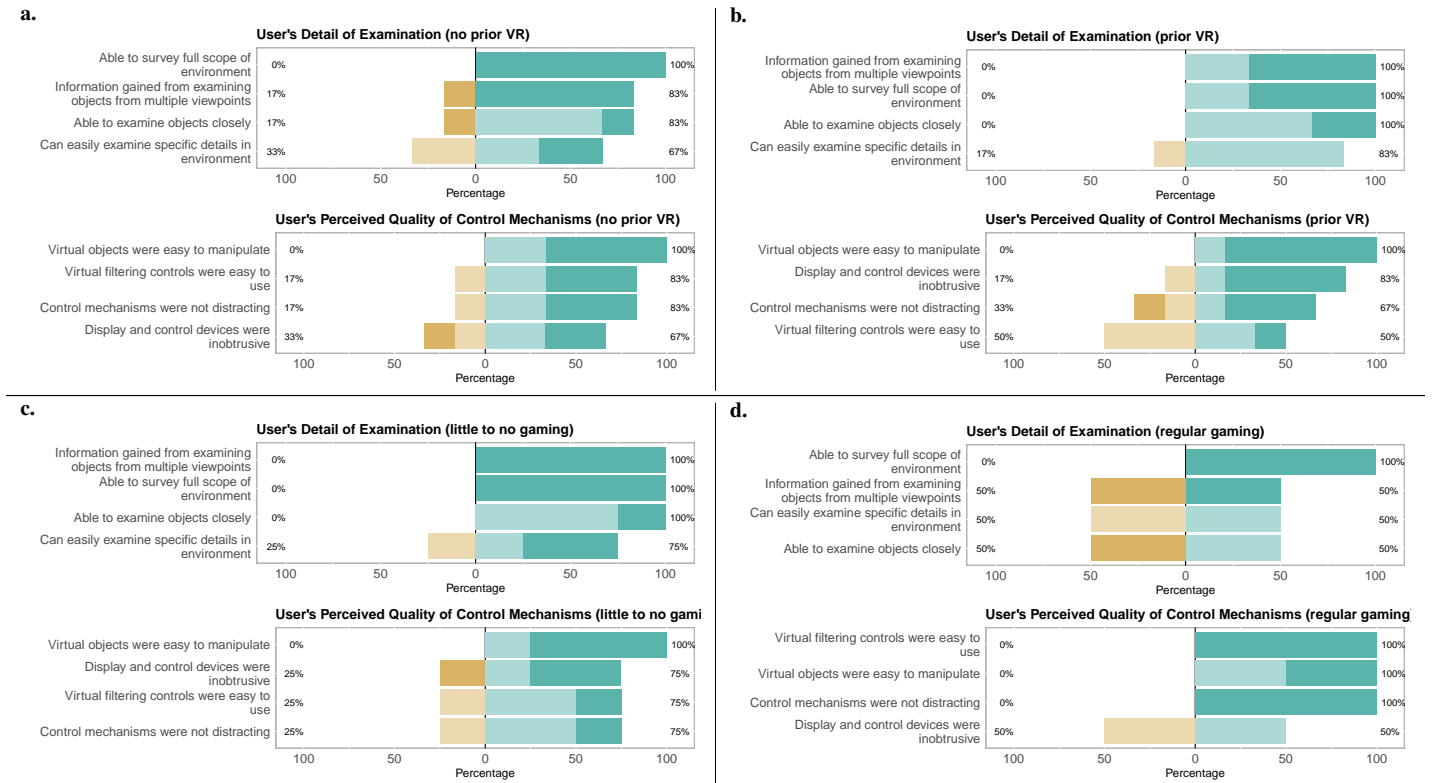 a.
User's Detail of Examination (no prior VR)
Able to survey full scope of
environment
0%
100%
Information gained from examining
objects from multiple viewpoints
17%
83%
Able to examine objects closely
17%
83%
Can easily examine specific details in
environment
33%
67%
100 50 0 50 100
Percentage
User's Perceived Quality of Control Mechanisms (no prior VR)
Virtual objects were easy to manipulate
0%
100%
Virtual filtering controls were easy to
use
17%
83%
Control mechanisms were not distracting
17%
83%
Display and control devices were
inobtrusive
33%
67%
100 50 0 50 100
Percentage
b.
User's Detail of Examination (prior VR)
Information gained from examining
objects from multiple viewpoints
0%
100%
Able to survey full scope of
environment
0%
100%
Able to examine objects closely
0%
100%
Can easily examine specific details in
environment
17%
83%
100 50 0 50 100
Percentage
User's Perceived Quality of Control Mechanisms (prior VR)
Virtual objects were easy to manipulate
0%
100%
Display and control devices were
inobtrusive
17%
83%
Control mechanisms were not distracting
33%
67%
Virtual filtering controls were easy to
use
50%
50%
100 50 0 50 100
Percentage
c.
User's Detail of Examination (little to no gaming)
Information gained from examining
objects from multiple viewpoints
0%
100%
Able to survey full scope of
environment
0%
100%
Able to examine objects closely
0%
100%
Can easily examine specific details in
environment
25%
75%
100 50 0 50 100
Percentage
User's Perceived Quality of Control Mechanisms (little to no gami
Virtual objects were easy to manipulate
0%
100%
Display and control devices were
inobtrusive
25%
75%
Virtual filtering controls were easy to
use
25%
75%
Control mechanisms were not distracting
25%
75%
100 50 0 50 100
Percentage
d.
User's Detail of Examination (regular gaming)
Able to survey full scope of
environment
0%
100%
Information gained from examining
objects from multiple viewpoints
50%
50%
Can easily examine specific details in
environment
50%
50%
Able to examine objects closely
50%
50%
100 50 0 50 100
Percentage
User's Perceived Quality of Control Mechanisms (regular gaming)
Virtual filtering controls were easy to
use
0%
100%
Virtual objects were easy to manipulate
0%
100%
Control mechanisms were not distracting
0%
100%
Display and control devices were
inobtrusive
50%
50%
100 50 0 50 100
Percentage